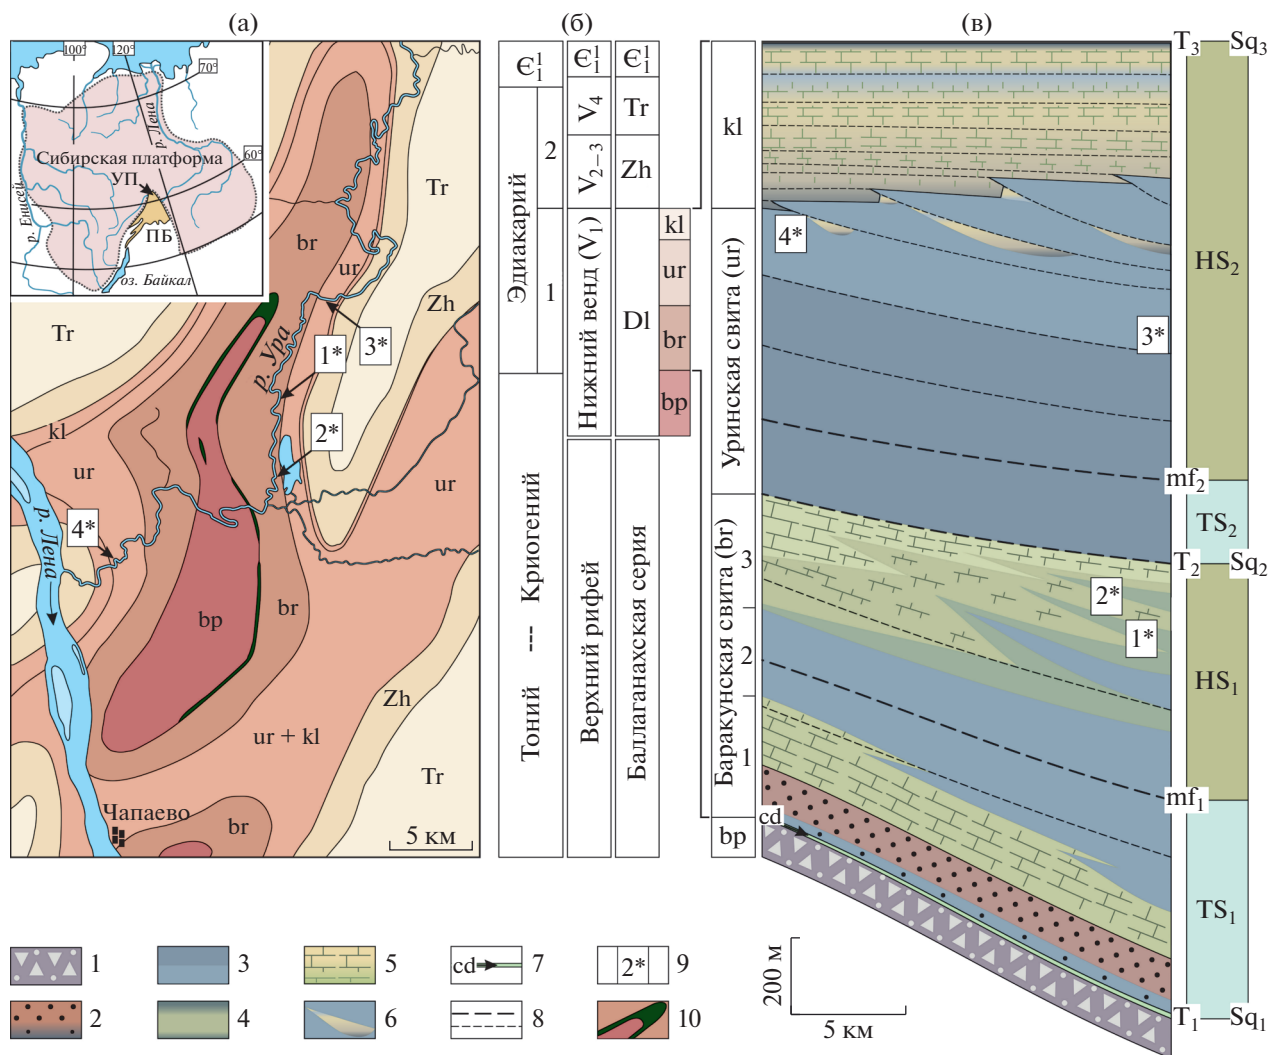 (а)
(б)
(в)
100°
120°
70°
60°
р. Лена
Сибирская платформа
УП
р. Енисей
ПБ
оз. Байкал
Tr
br
ur
Zh
Tr
р. Ура
1*
3*
2*
kl
ur
ur
4*
р. Лена
bp
br
Zh
ur + kl
Tr
Чапаево
br
5 км
Є₁¹
Є₁¹
Є₁¹
2
V₄
Tr
V₂₋₃
Zh
Эдиакарий
1
Нижний венд (V₁)
Dl
kl
ur
br
bp
Тоний --- Криогений
Верхний рифей
Баллаганахская серия
kl
Уринская свита (ur)
Баракунская свита (br)
3
2
1
bp
cd
4*
3*
2*
1*
T₃
Sq₃
HS₂
mf₂
TS₂
T₂
Sq₂
HS₁
mf₁
TS₁
T₁
Sq₁
200 м
5 км
1
3
5
cd
7
2*
9
2
4
6
8
10